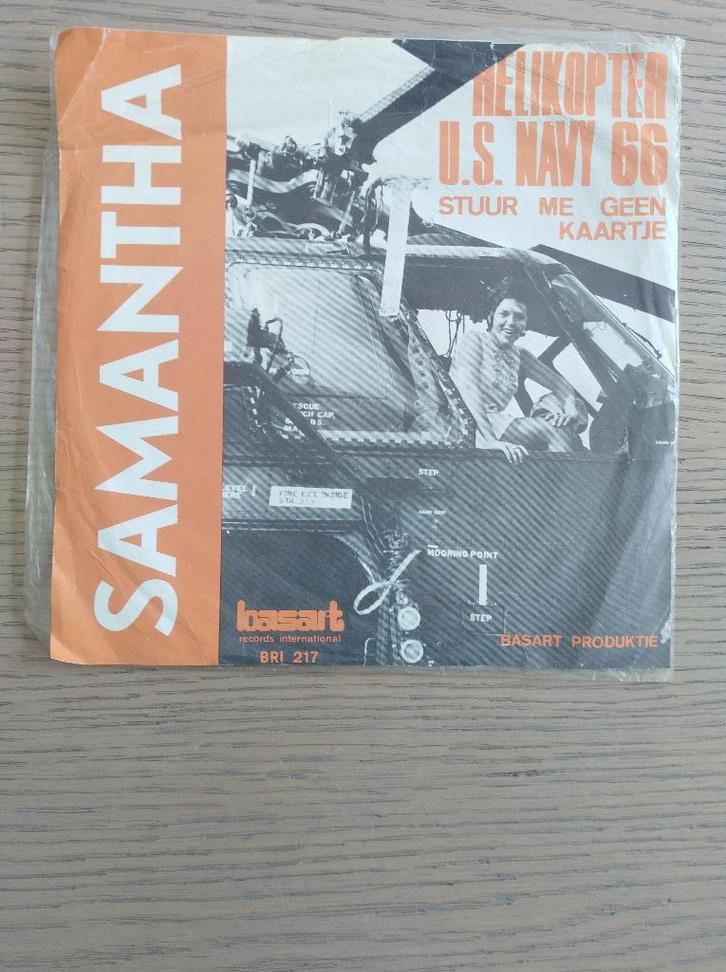 SAMANTHA
HELIKOPTER
U.S. NAVY 66
STUUR ME GEEN
KAARTJE
STEP
FIRE EXT. INSIDE
MOORING POINT
STEP
basart
records international
BRI 217
BASART PRODUKTIE